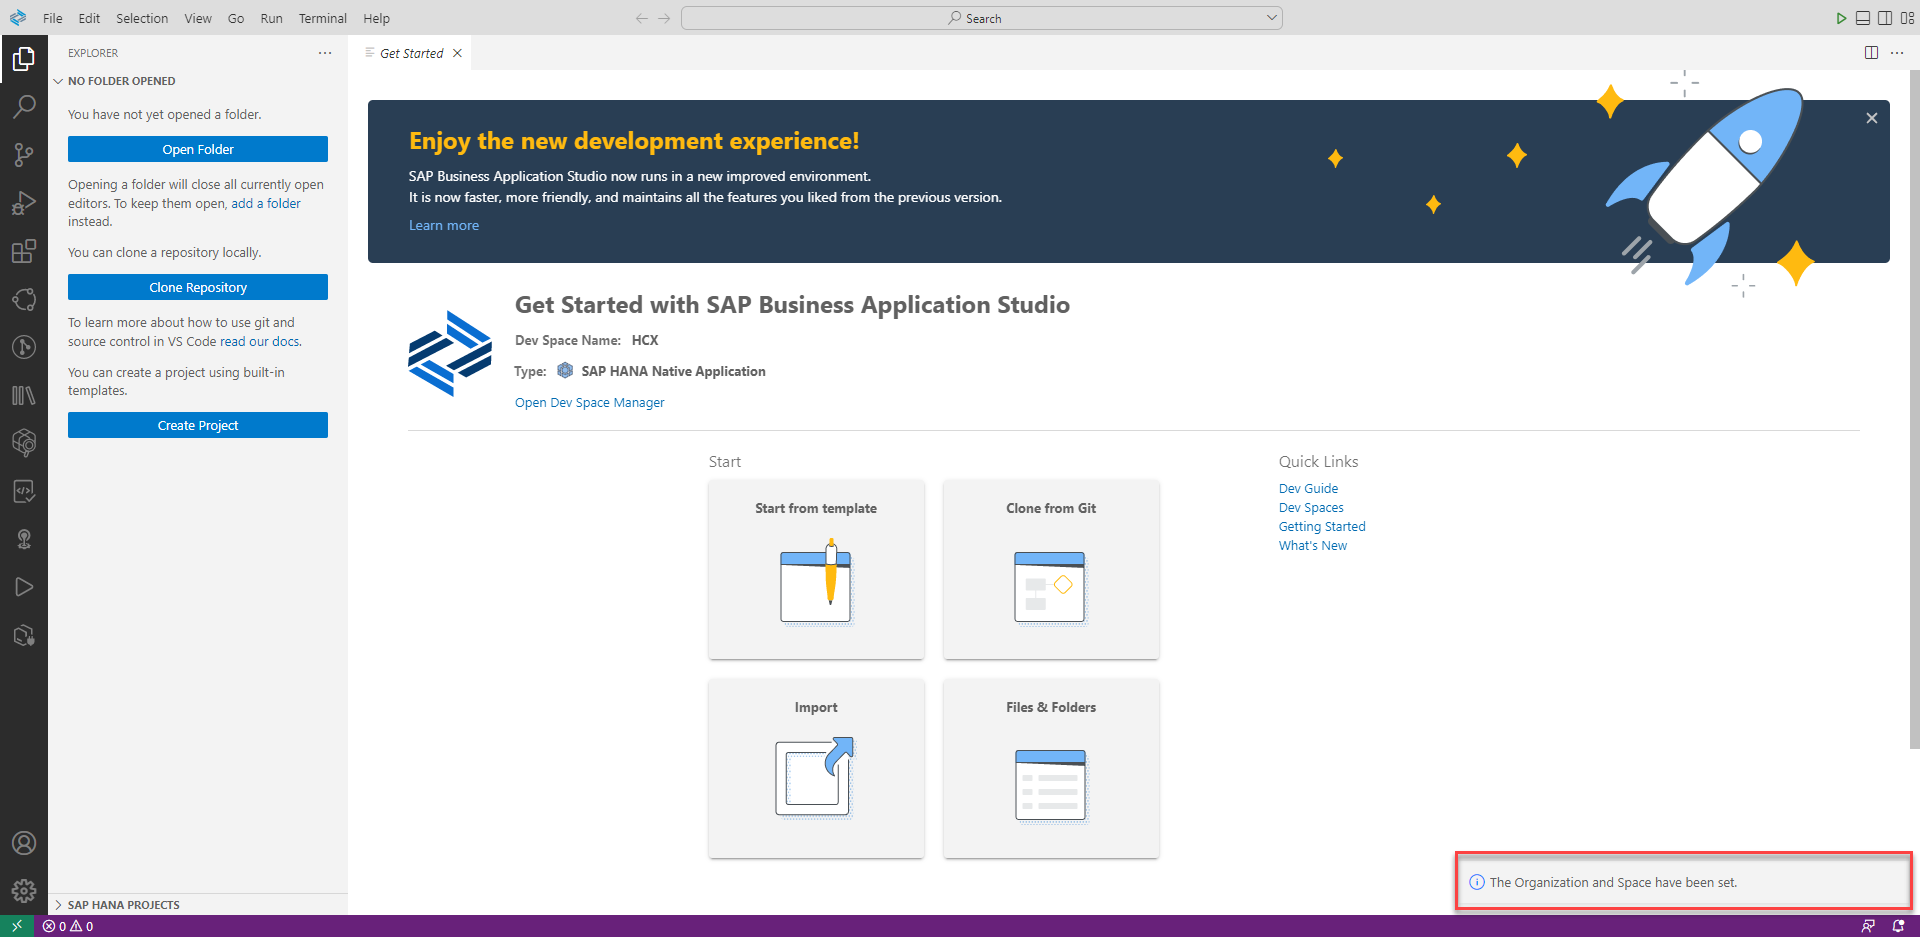 File Edit Selection View Go Run Terminal Help
Search
EXPLORER
Get Started
NO FOLDER OPENED
You have not yet opened a folder.
Open Folder
Opening a folder will close all currently open
editors. To keep them open, add a folder
instead.
You can clone a repository locally.
Clone Repository
To learn more about how to use git and
source control in VS Code read our docs.
You can create a project using built-in
templates.
Create Project
SAP HANA PROJECTS
Enjoy the new development experience!
SAP Business Application Studio now runs in a new improved environment.
It is now faster, more friendly, and maintains all the features you liked from the previous version.
Learn more
Get Started with SAP Business Application Studio
Dev Space Name: HCX
Type: SAP HANA Native Application
Open Dev Space Manager
Start
Start from template
Clone from Git
Import
Files & Folders
Quick Links
Dev Guide
Dev Spaces
Getting Started
What's New
The Organization and Space have been set.
0 0